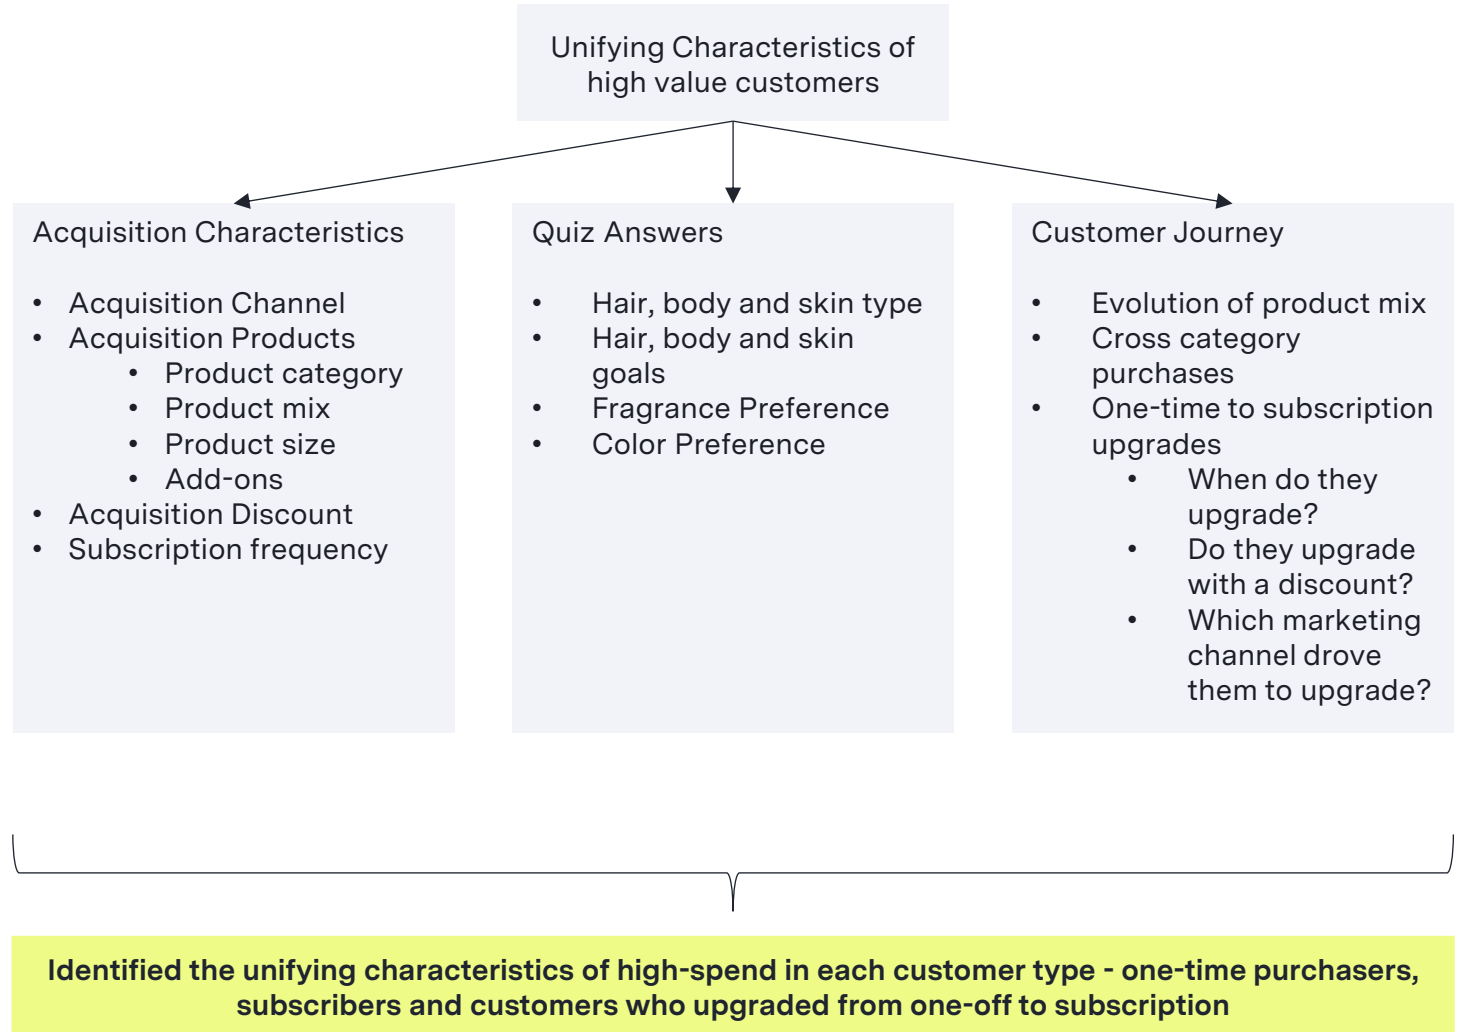 Unifying Characteristics of
high value customers
Acquisition Characteristics
• Acquisition Channel
• Acquisition Products
• Product category
• Product mix
• Product size
• Add-ons
• Acquisition Discount
• Subscription frequency
Quiz Answers
• Hair, body and skin type
• Hair, body and skin
goals
• Fragrance Preference
• Color Preference
Customer Journey
• Evolution of product mix
• Cross category
purchases
• One-time to subscription
upgrades
• When do they
upgrade?
• Do they upgrade
with a discount?
• Which marketing
channel drove
them to upgrade?
Identified the unifying characteristics of high-spend in each customer type - one-time purchasers,
subscribers and customers who upgraded from one-off to subscription